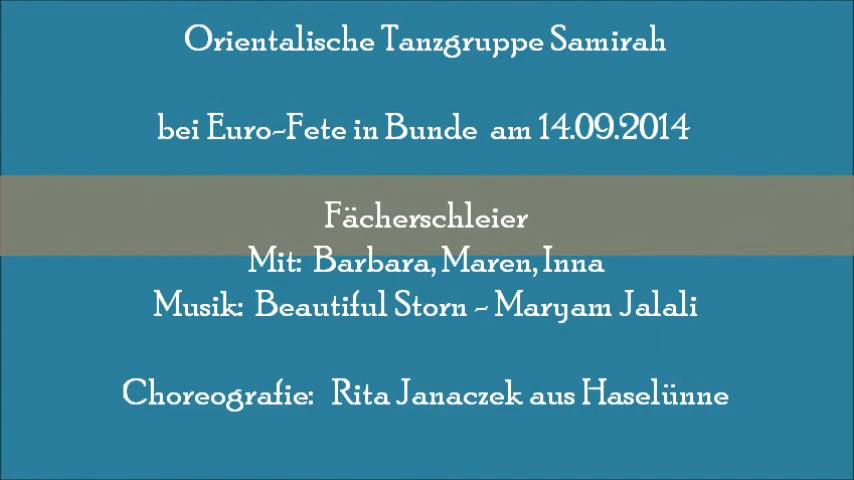 Orientalische Tanzgruppe Samirah
bei Euro-Fete in Bunde am 14.09.2014
Fächerschleier
Mit: Barbara, Maren, Inna
Musik: Beautiful Storn - Maryam Jalali
Choreografie: Rita Janaczek aus Haselünne